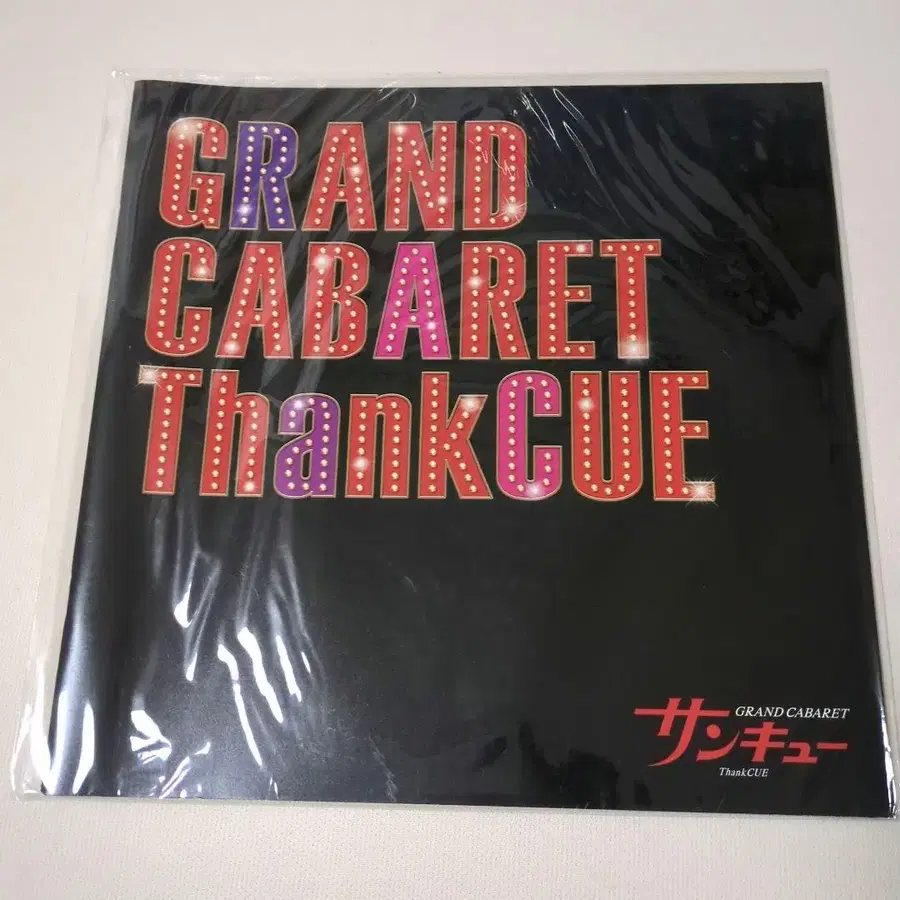 GRAND
CABARET
ThankCUE
GRAND CABARET
サンキュー
ThankCUE